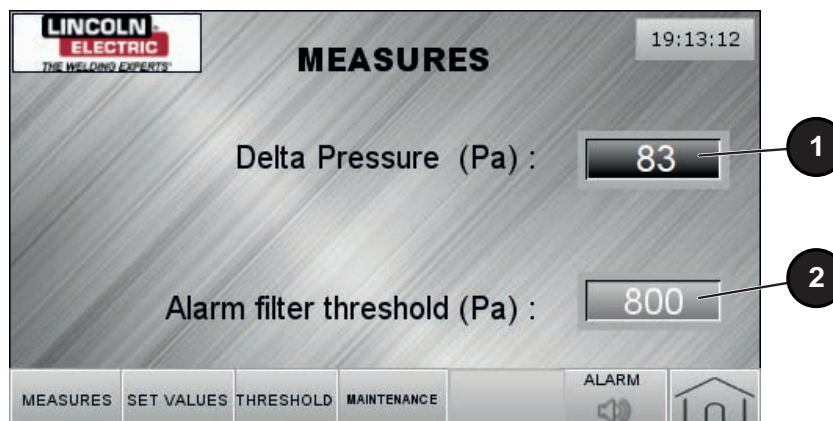 LINCOLN
ELECTRIC
THE WELDING EXPERTS®
MEASURES
19:13:12
Delta Pressure (Pa) :
83
1
Alarm filter threshold (Pa) :
800
2
MEASURES
SET VALUES
THRESHOLD
MAINTENANCE
ALARM